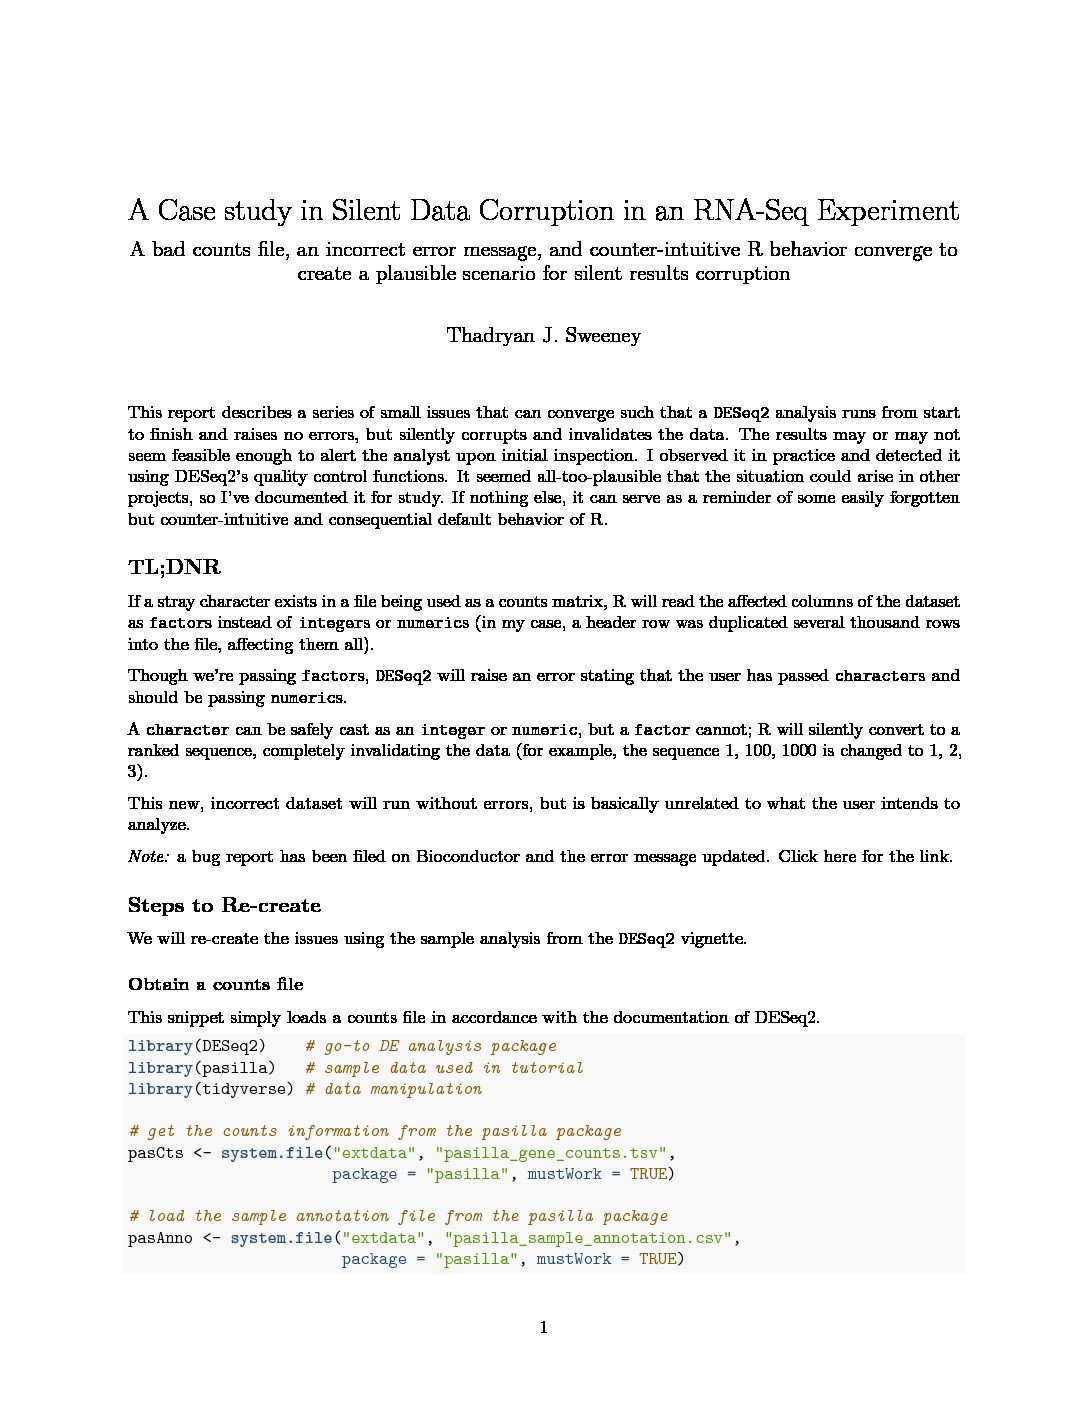 A Case study in Silent Data Corruption in an RNA-Seq Experiment
A bad counts file, an incorrect error message, and counter-intuitive R behavior converge to
create a plausible scenario for silent results corruption
Thadryan J. Sweeney
This report describes a series of small issues that can converge such that a DESeq2 analysis runs from start
to finish and raises no errors, but silently corrupts and invalidates the data. The results may or may not
seem feasible enough to alert the analyst upon initial inspection. I observed it in practice and detected it
using DESeq2's quality control functions. It seemed all-too-plausible that the situation could arise in other
projects, so I've documented it for study. If nothing else, it can serve as a reminder of some easily forgotten
but counter-intuitive and consequential default behavior of R.
TL;DNR
If a stray character exists in a file being used as a counts matrix, R will read the affected columns of the dataset
as factors instead of integers or numerics (in my case, a header row was duplicated several thousand rows
into the file, affecting them all).
Though we're passing factors, DESeq2 will raise an error stating that the user has passed characters and
should be passing numerics.
A character can be safely cast as an integer or numeric, but a factor cannot; R will silently convert to a
ranked sequence, completely invalidating the data (for example, the sequence 1, 100, 1000 is changed to 1, 2,
3).
This new, incorrect dataset will run without errors, but is basically unrelated to what the user intends to
analyze.
Note: a bug report has been filed on Bioconductor and the error message updated. Click here for the link.
Steps to Re-create
We will re-create the issues using the sample analysis from the DESeq2 vignette.
Obtain a counts file
This snippet simply loads a counts file in accordance with the documentation of DESeq2.
library(DESeq2)    # go-to DE analysis package
library(pasilla)   # sample data used in tutorial
library(tidyverse) # data manipulation
# get the counts information from the pasilla package
pasCts <- system.file("extdata", "pasilla_gene_counts.tsv",
package = "pasilla", mustWork = TRUE)
# load the sample annotation file from the pasilla package
pasAnno <- system.file("extdata", "pasilla_sample_annotation.csv",
package = "pasilla", mustWork = TRUE)
1